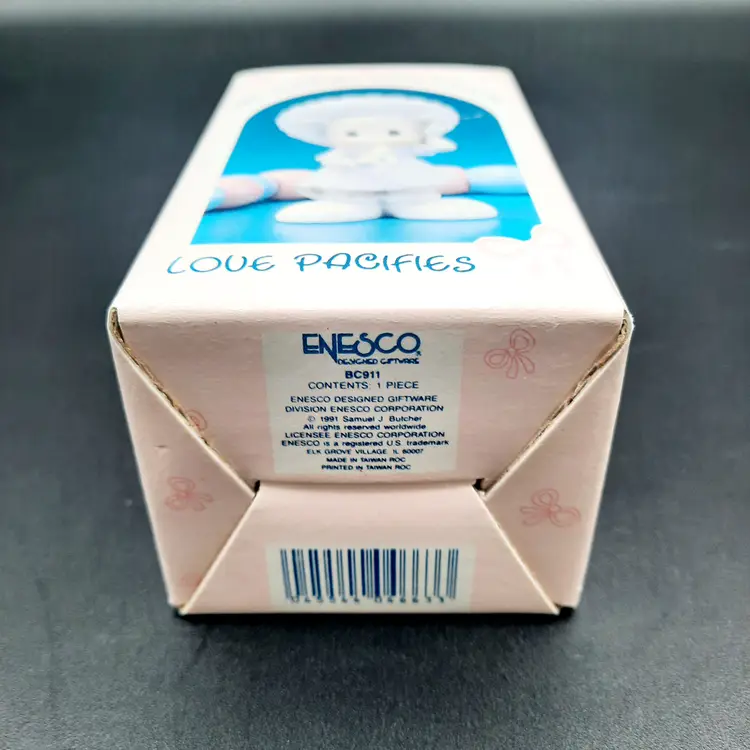 LOVE PACIFIES
ENESCO®
DESIGNED GIFTWARE
BC911
CONTENTS: 1 PIECE
ENESCO DESIGNED GIFTWARE
DIVISION ENESCO CORPORATION
© 1991 Samuel J. Butcher
All rights reserved worldwide
LICENSEE ENESCO CORPORATION
ENESCO is a registered U.S. trademark
ELK GROVE VILLAGE, IL 60007
MADE IN TAIWAN ROC
PRINTED IN TAIWAN ROC